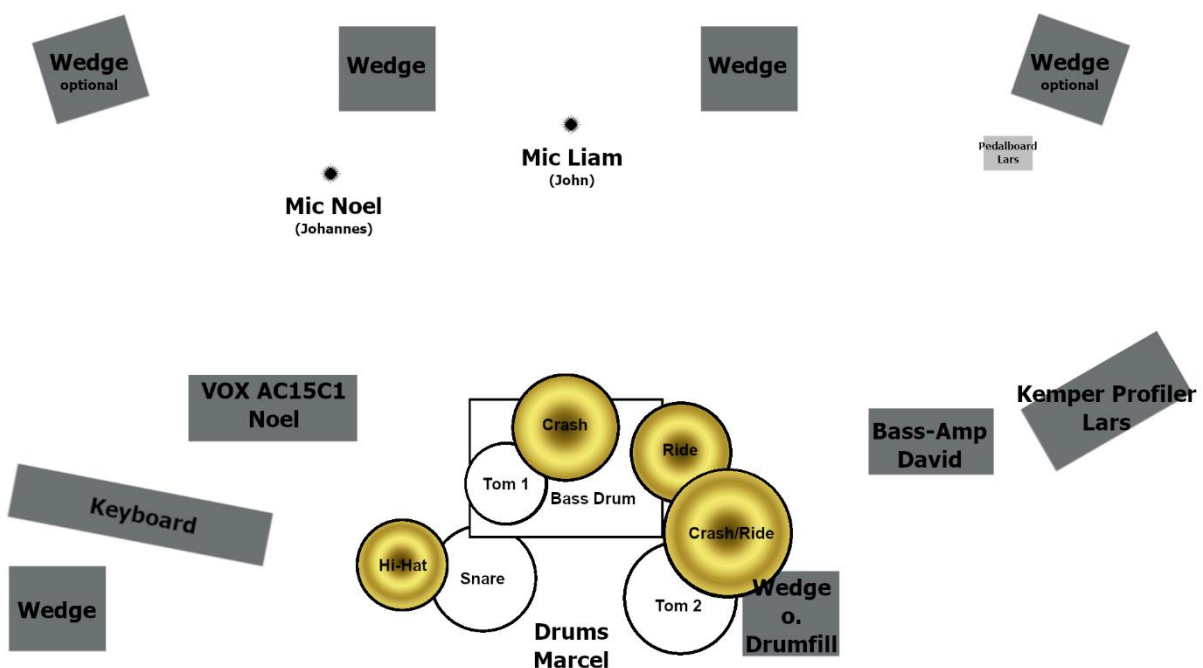 Wedge
optional
Wedge
Wedge
Wedge
optional
Pedalboard
Lars
Mic Liam
(John)
Mic Noel
(Johannes)
VOX AC15C1
Noel
Crash
Ride
Tom 1
Bass Drum
Crash/Ride
Bass-Amp
David
Kemper Profiler
Lars
Keyboard
Hi-Hat
Snare
Tom 2
Wedge
Wedge
o.
Drumfill
Drums
Marcel